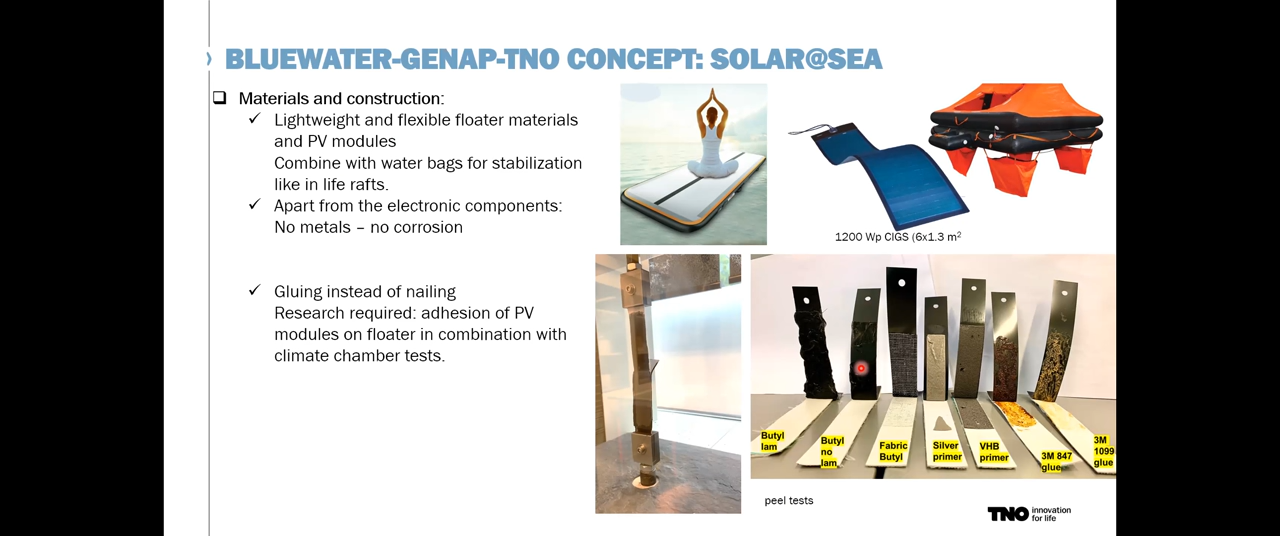 BLUEWATER-GENAP-TNO CONCEPT: SOLAR@SEA
Materials and construction:
Lightweight and flexible floater materials
and PV modules
Combine with water bags for stabilization
like in life rafts.
Apart from the electronic components:
No metals – no corrosion
Gluing instead of nailing
Research required: adhesion of PV
modules on floater in combination with
climate chamber tests.
1200 Wp CIGS (6x1.3 m²
Butyl
lam
Butyl
no
lam
Fabric
Butyl
Silver
primer
VHB
primer
3M 847
glue
3M
1099
glue
peel tests
TNO innovation
for life